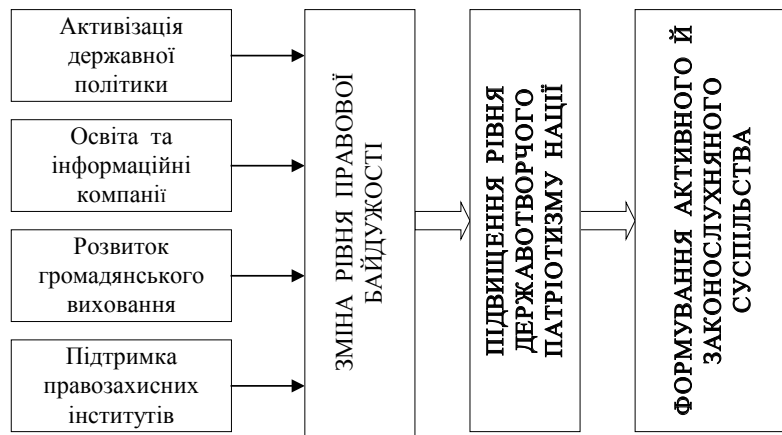 Активізація
державної
політики
Освіта та
інформаційні
компанії
Розвиток
громадянського
виховання
Підтримка
правозахисних
інститутів
ЗМІНА РІВНЯ ПРАВОВОЇ
БАЙДУЖОСТІ
ПІДВИЩЕННЯ РІВНЯ
ДЕРЖАВОТВОРЧОГО
ПАТРІОТИЗМУ НАЦІЇ
ФОРМУВАННЯ АКТИВНОГО Й
ЗАКОНОСЛУХНЯНОГО
СУСПІЛЬСТВА